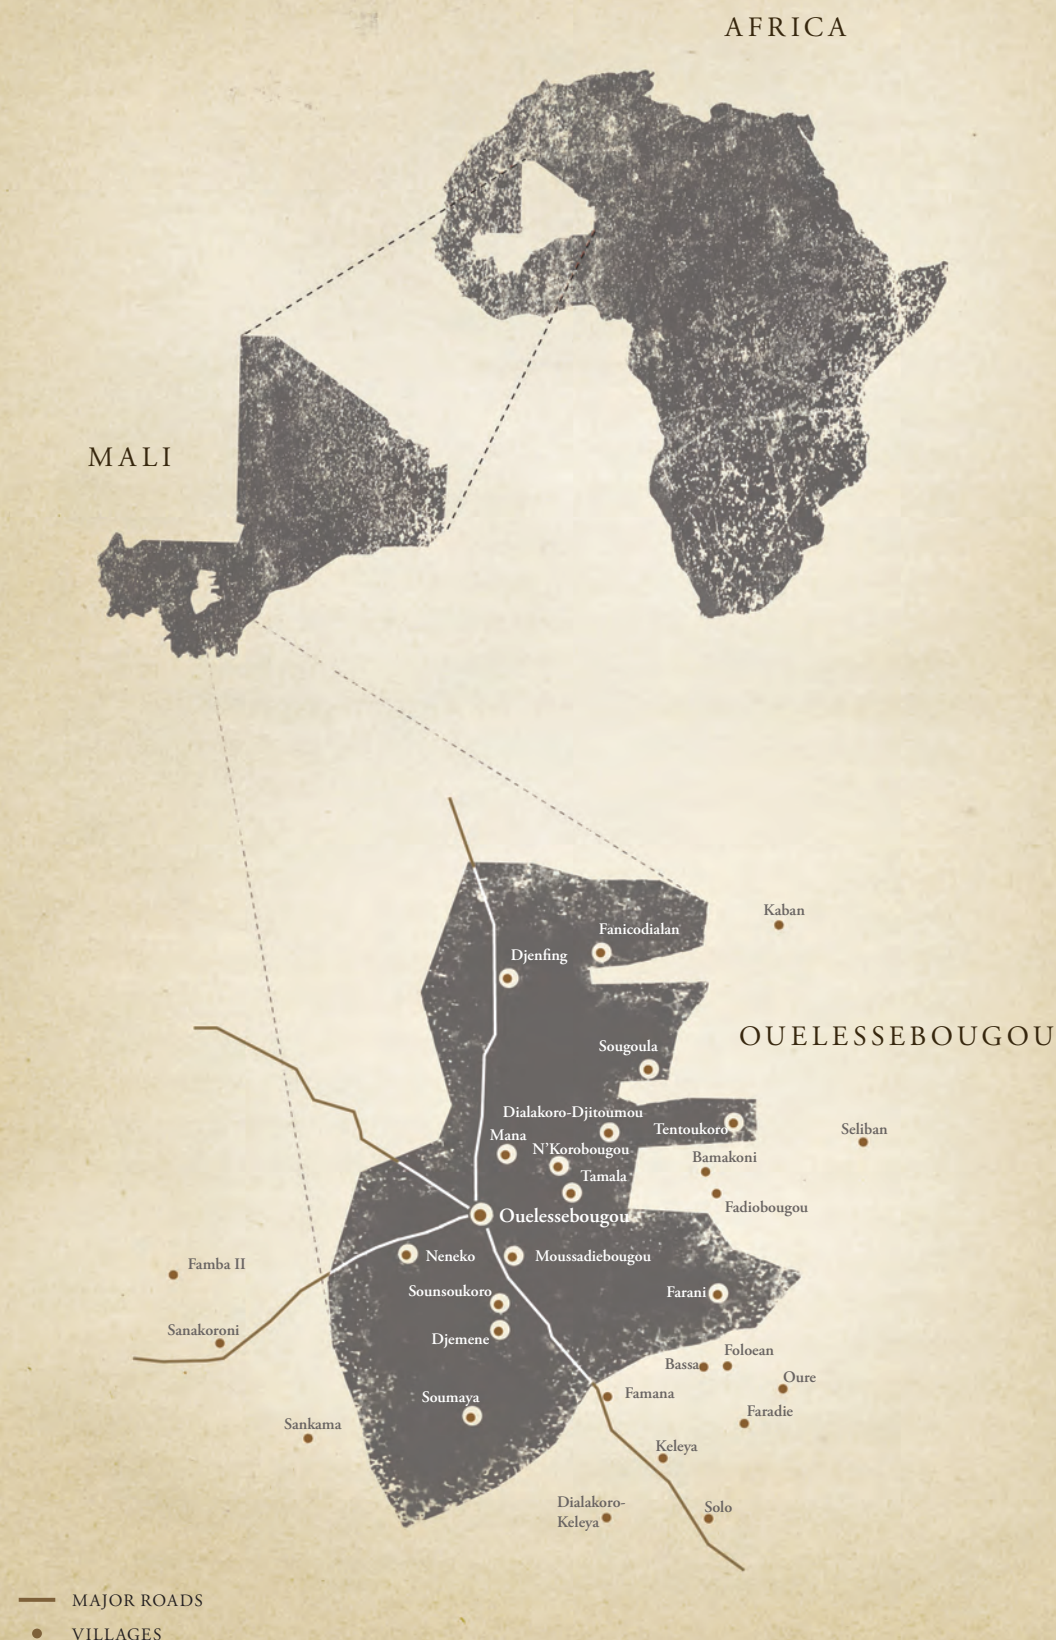 AFRICA
MALI
Kaban
Fanicodialan
Djenfing
OUELESSEBOUGOU
Sougoula
Dialakoro-Djitoumou
Tentoukoro
Seliban
Mana
N'Korobougou
Bamakoni
Tamala
Fadiobougou
Ouelessebougou
Neneko
Moussadiebougou
Famba II
Sounsoukoro
Farani
Sanakoroni
Djemene
Foloean
Bassa
Oure
Famana
Soumaya
Faradie
Sankama
Keleya
Dialakoro-
Keleya
Solo
MAJOR ROADS
VILLAGES